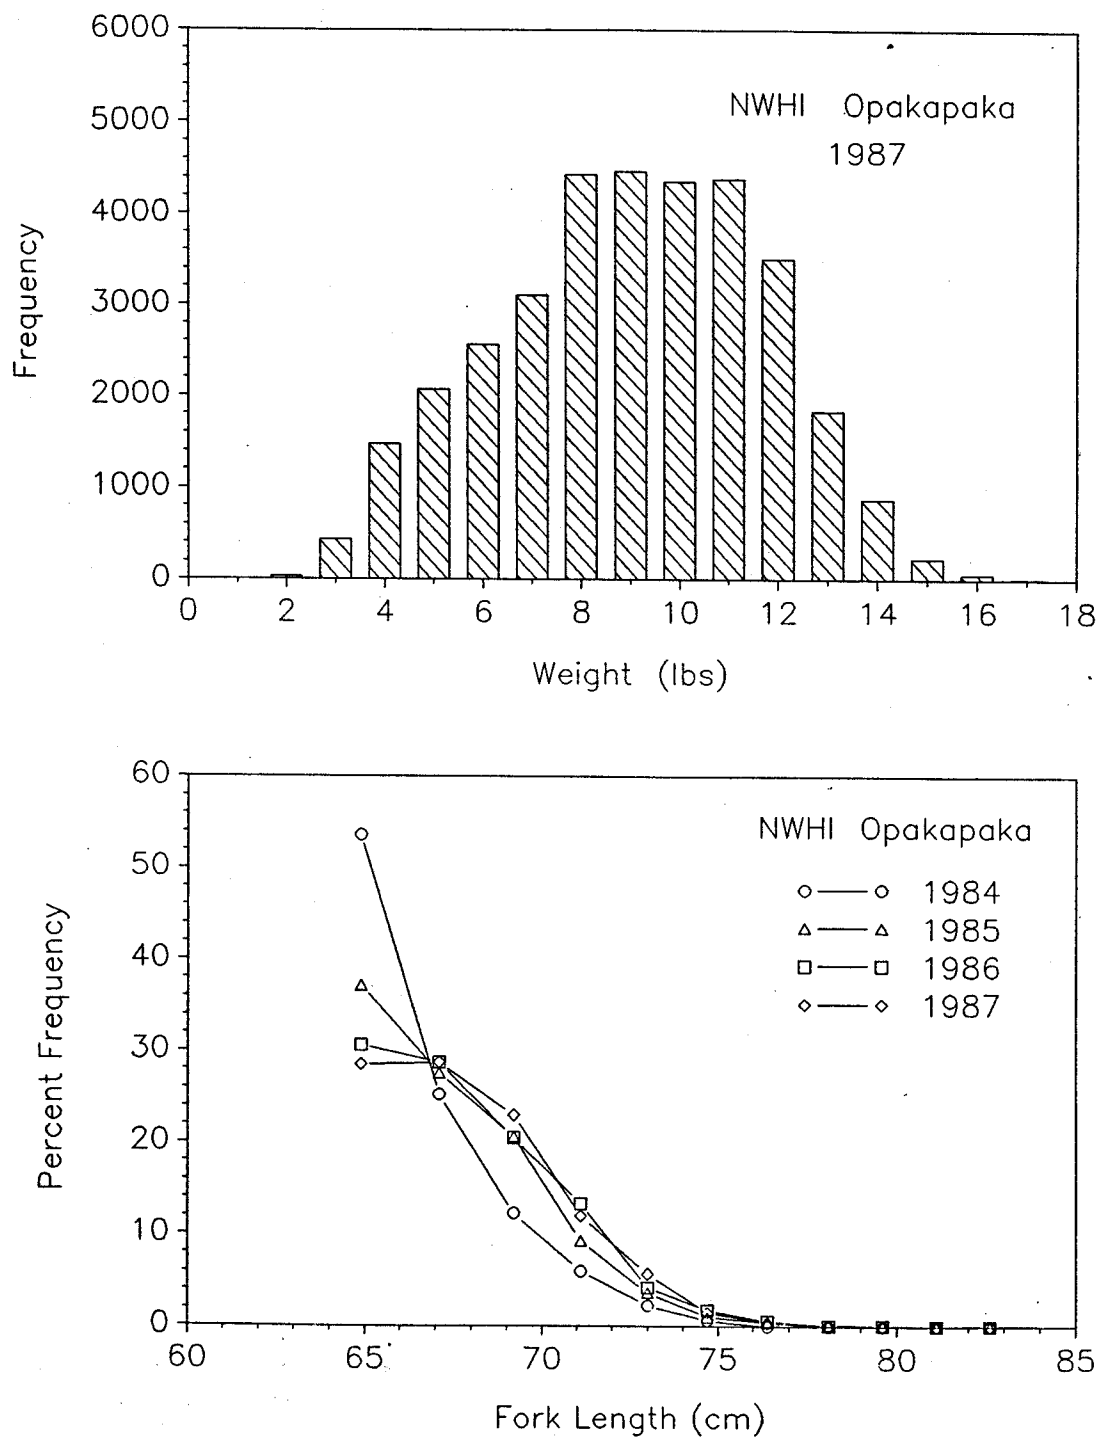 6000
5000
4000
3000
2000
1000
0
Frequency
NWHI Opakapaka
1987
0 2 4 6 8 10 12 14 16 18
Weight (lbs)
60
50
40
30
20
10
0
Percent Frequency
NWHI Opakapaka
1984
1985
1986
1987
60 65 70 75 80 85
Fork Length (cm)